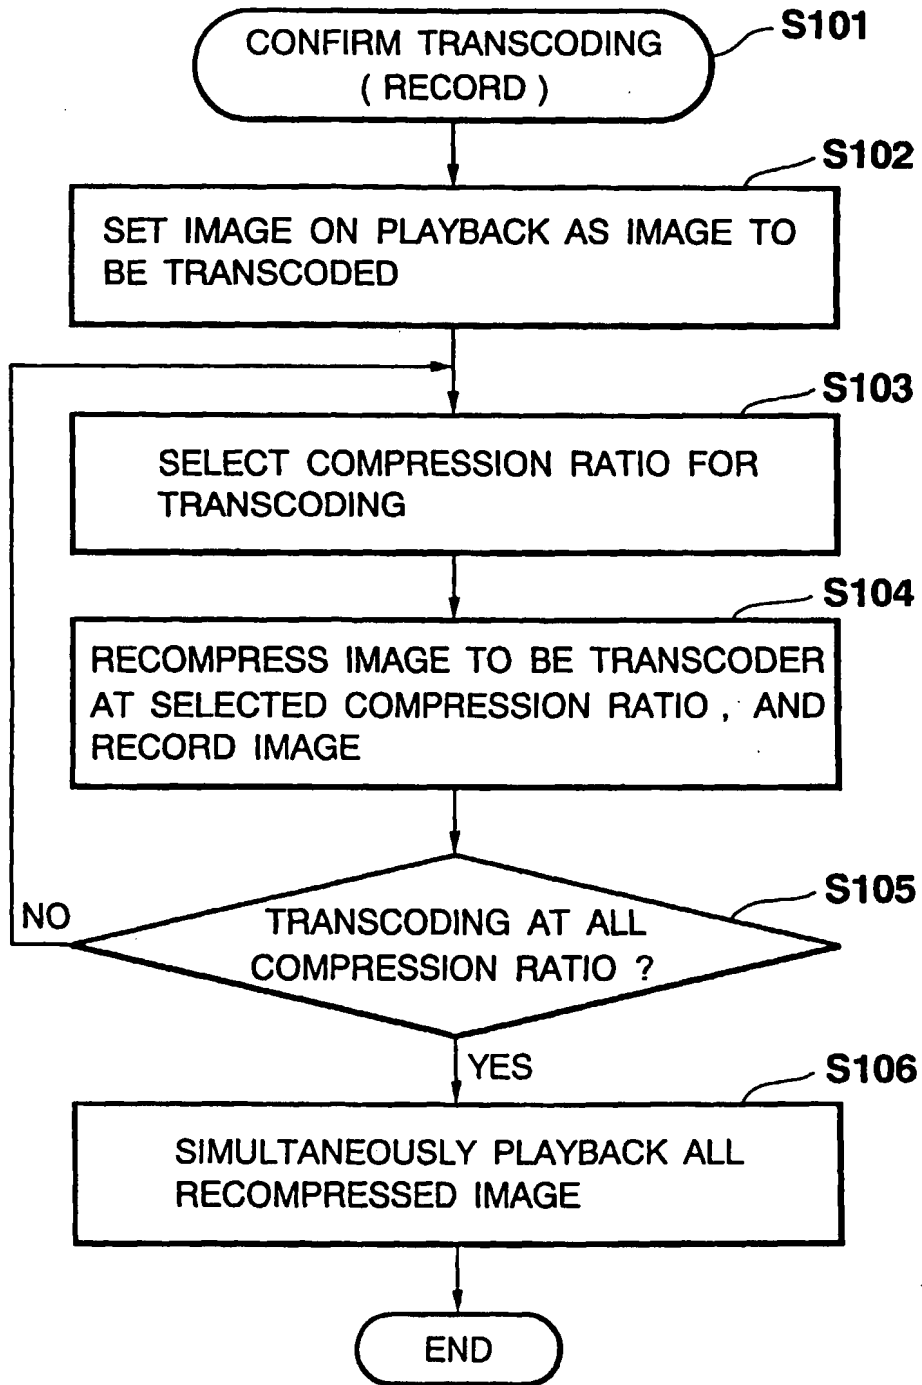 CONFIRM TRANSCODING
( RECORD )
S101
S102
SET IMAGE ON PLAYBACK AS IMAGE TO
BE TRANSCODED
S103
SELECT COMPRESSION RATIO FOR
TRANSCODING
S104
RECOMPRESS IMAGE TO BE TRANSCODER
AT SELECTED COMPRESSION RATIO , AND
RECORD IMAGE
S105
NO
TRANSCODING AT ALL
COMPRESSION RATIO ?
YES
S106
SIMULTANEOUSLY PLAYBACK ALL
RECOMPRESSED IMAGE
END